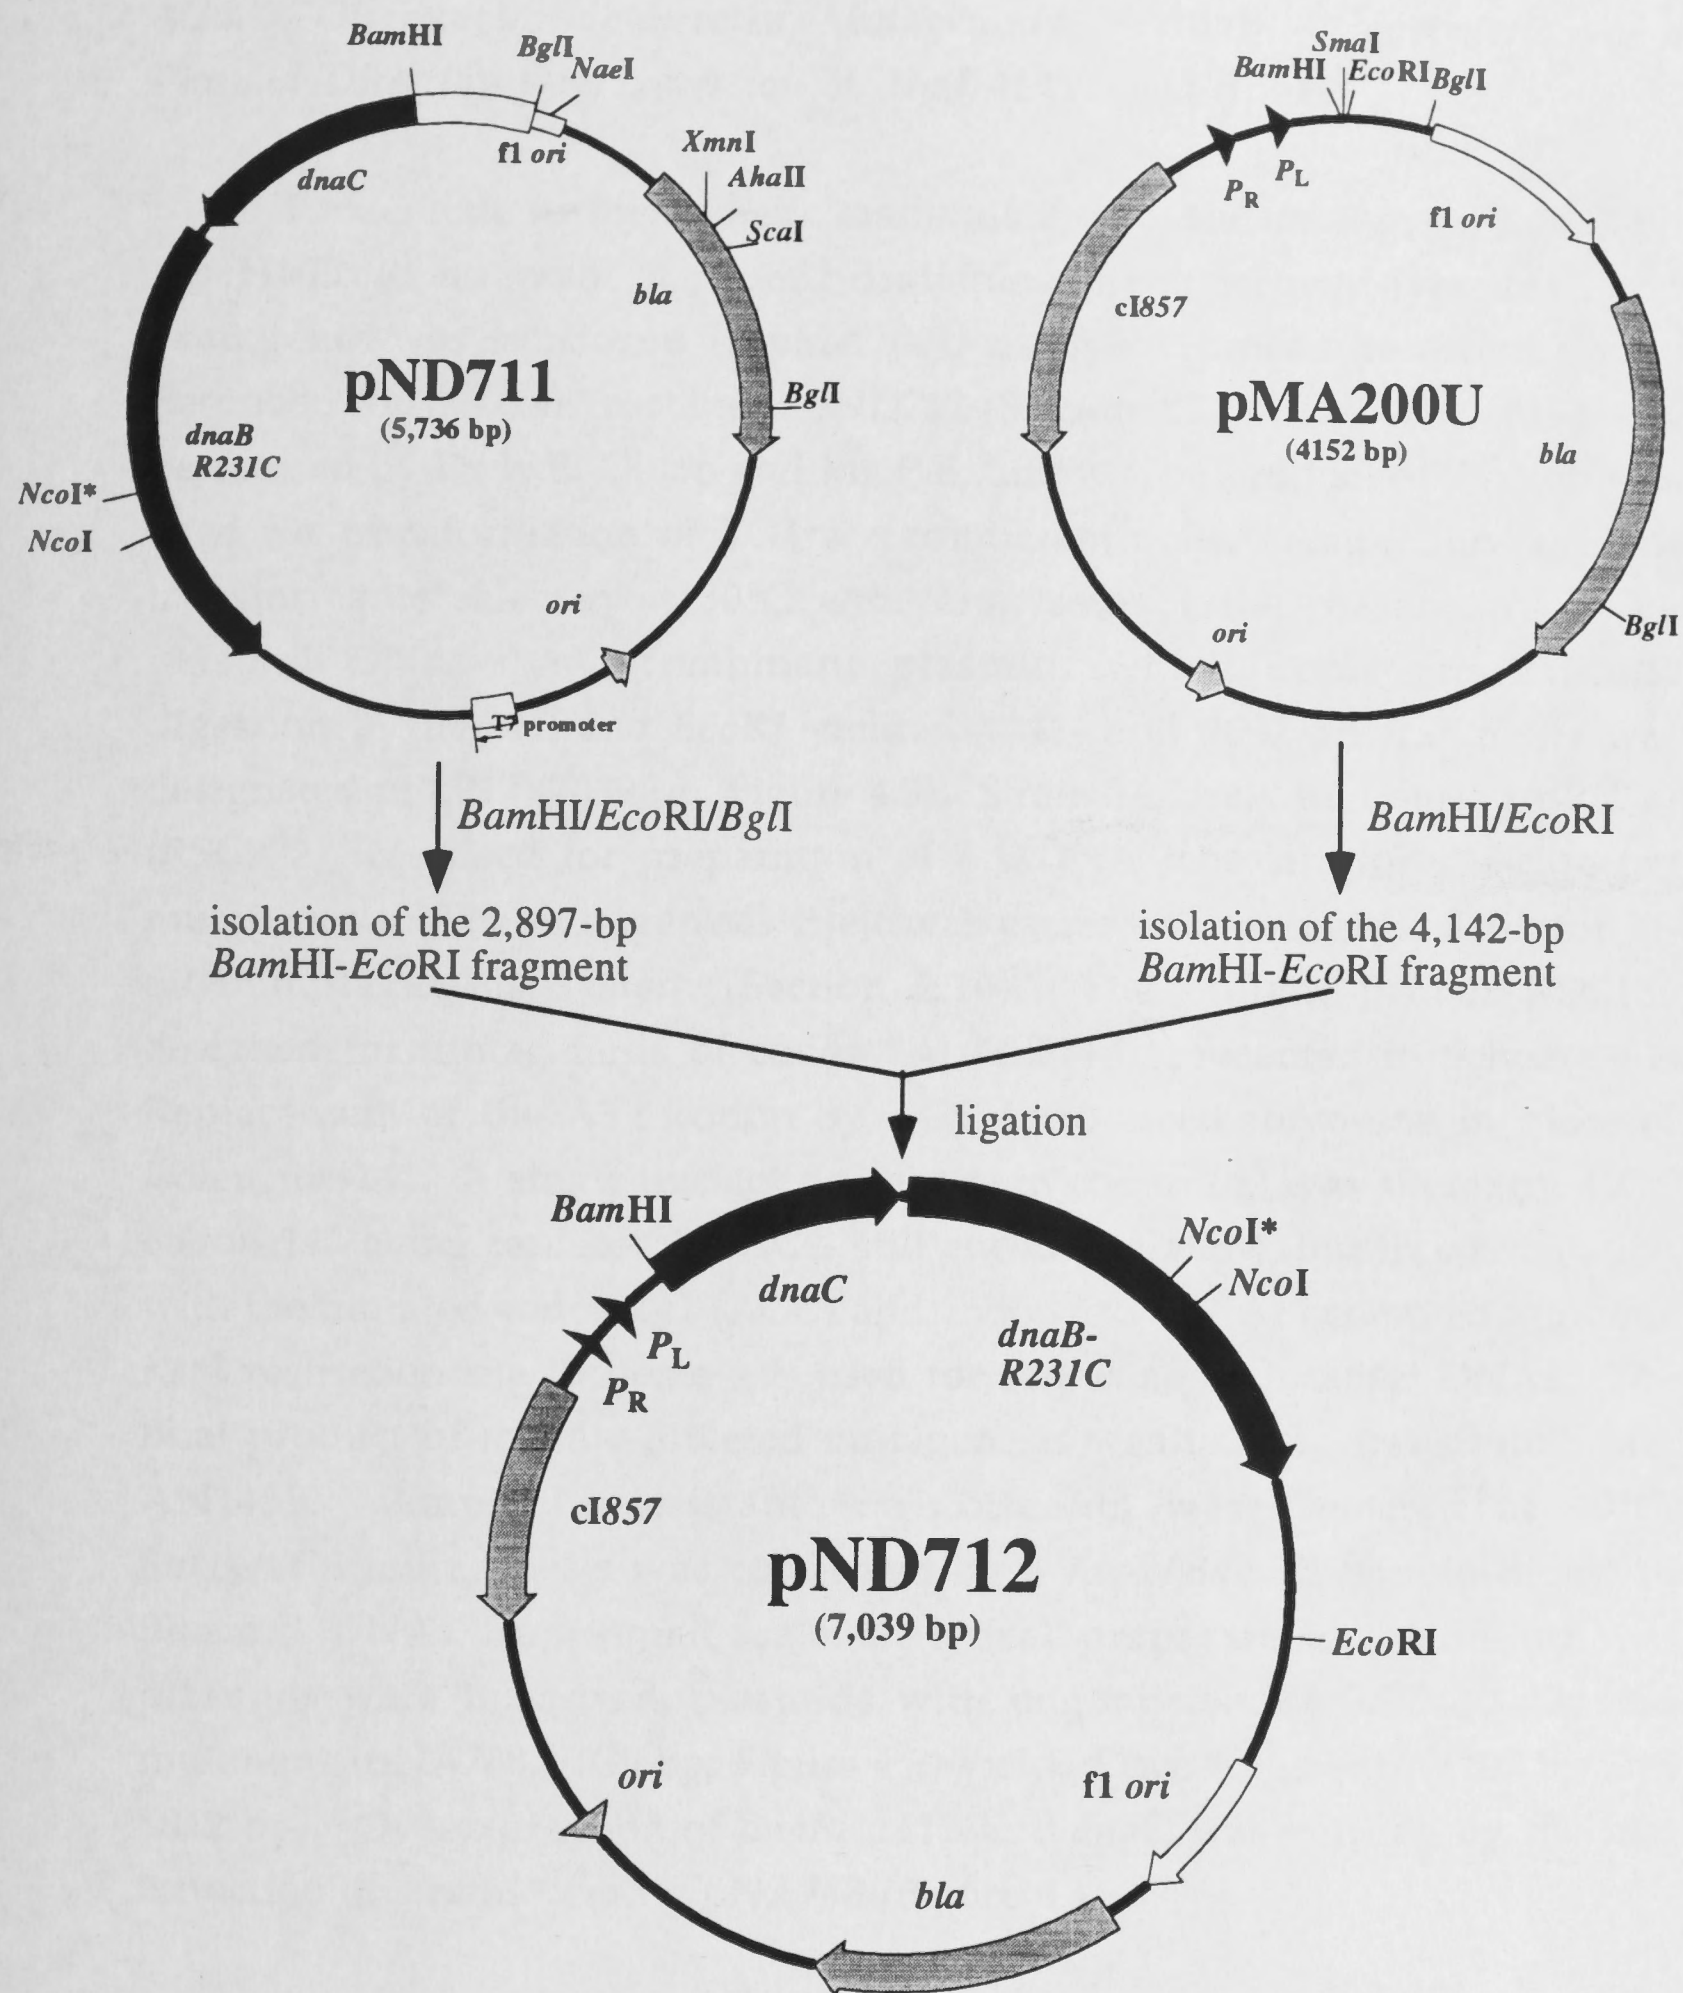 BamHI
BglI
NaeI
f1 ori
XmnI
AhaII
ScaI
dnaC
bla
BglI
pND711
(5,736 bp)
dnaB
R231C
NcoI*
NcoI
ori
T7 promoter
SmaI
BamHI
EcoRI
BglI
PR
PL
f1 ori
cI857
pMA200U
(4152 bp)
bla
ori
BglI
BamHI/EcoRI/BglI
BamHI/EcoRI
isolation of the 2,897-bp
BamHI-EcoRI fragment
isolation of the 4,142-bp
BamHI-EcoRI fragment
ligation
BamHI
dnaC
NcoI*
NcoI
PL
PR
dnaB-
R231C
cI857
pND712
(7,039 bp)
EcoRI
ori
f1 ori
bla